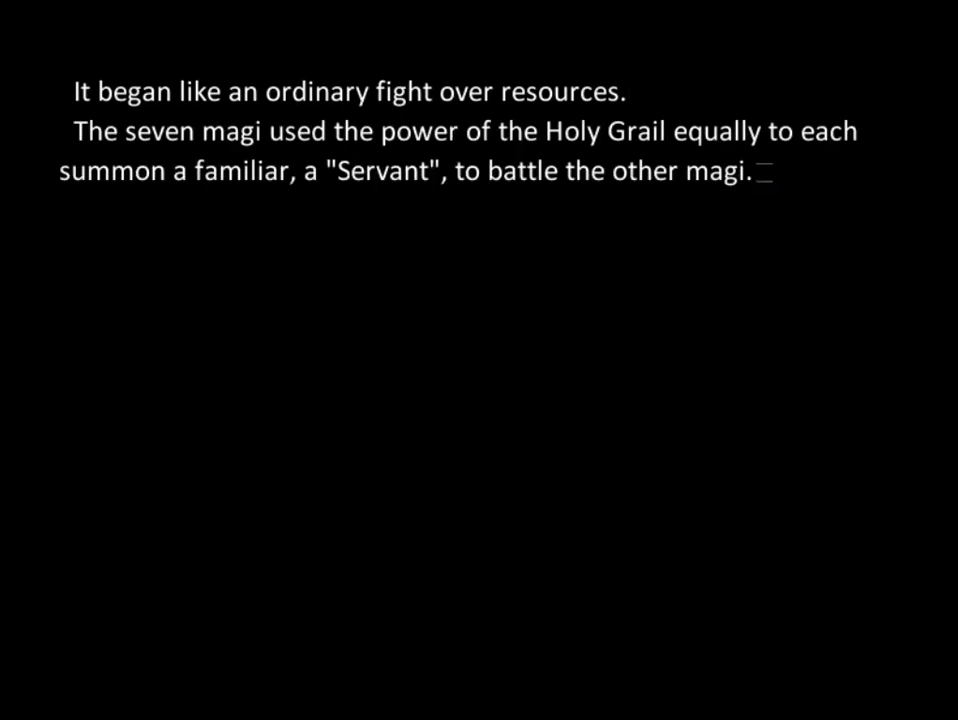 It began like an ordinary fight over resources.
The seven magi used the power of the Holy Grail equally to each
summon a familiar, a "Servant", to battle the other magi.